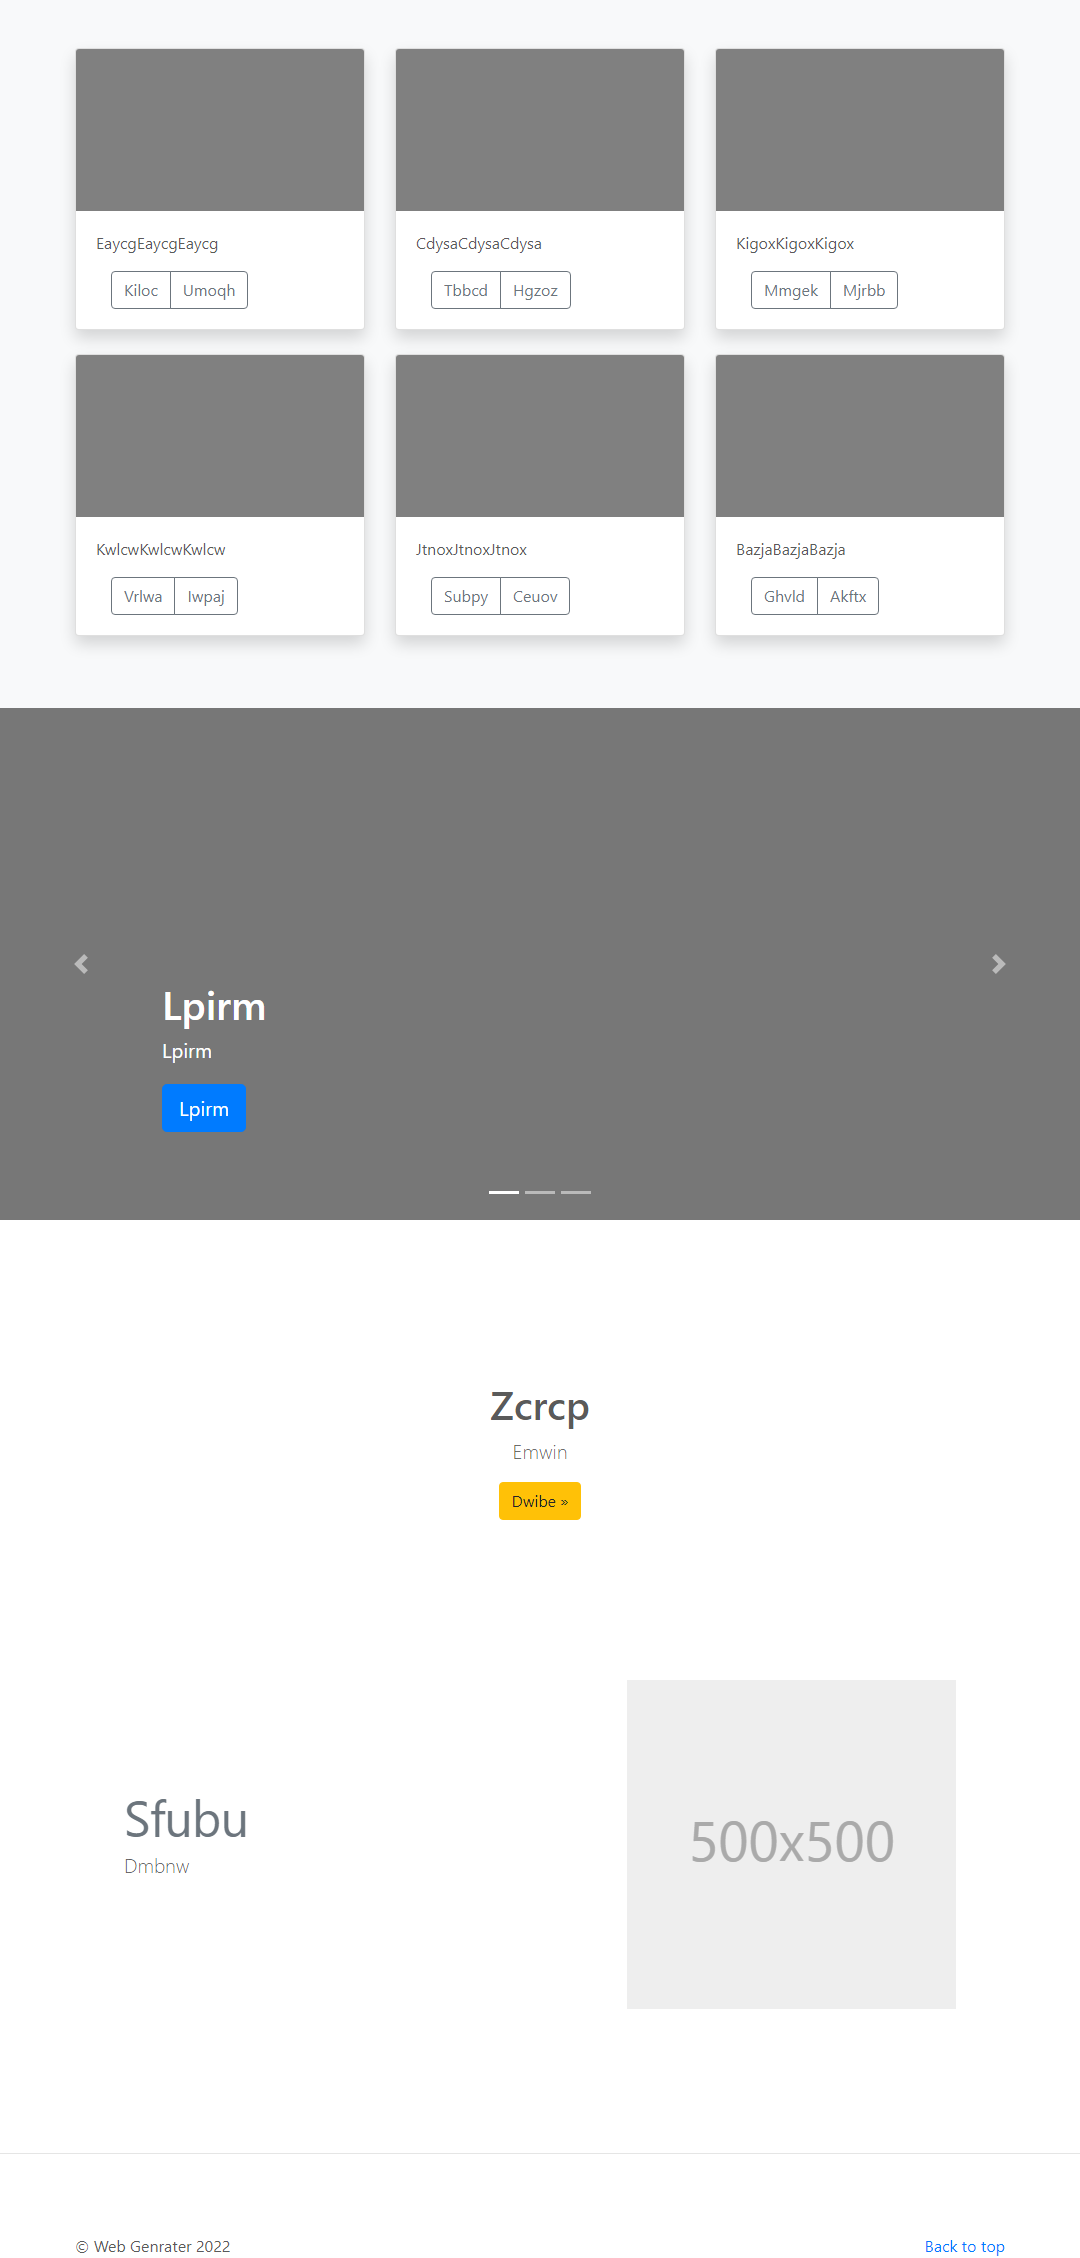 EaycgEaycgEaycg
Kiloc Umoqh
CdysaCdysaCdysa
Tbbcd Hgzoz
KigoxKigoxKigox
Mmgek Mjrbb
KwlcwKwlcwKwlcw
Vrlwa Iwpaj
JtnoxJtnoxJtnox
Subpy Ceuov
BazjaBazjaBazja
Ghvld Akftx
Lpirm
Lpirm
Lpirm
Zcrcp
Emwin
Dwibe »
Sfubu
Dmbnw
500x500
© Web Genrater 2022
Back to top